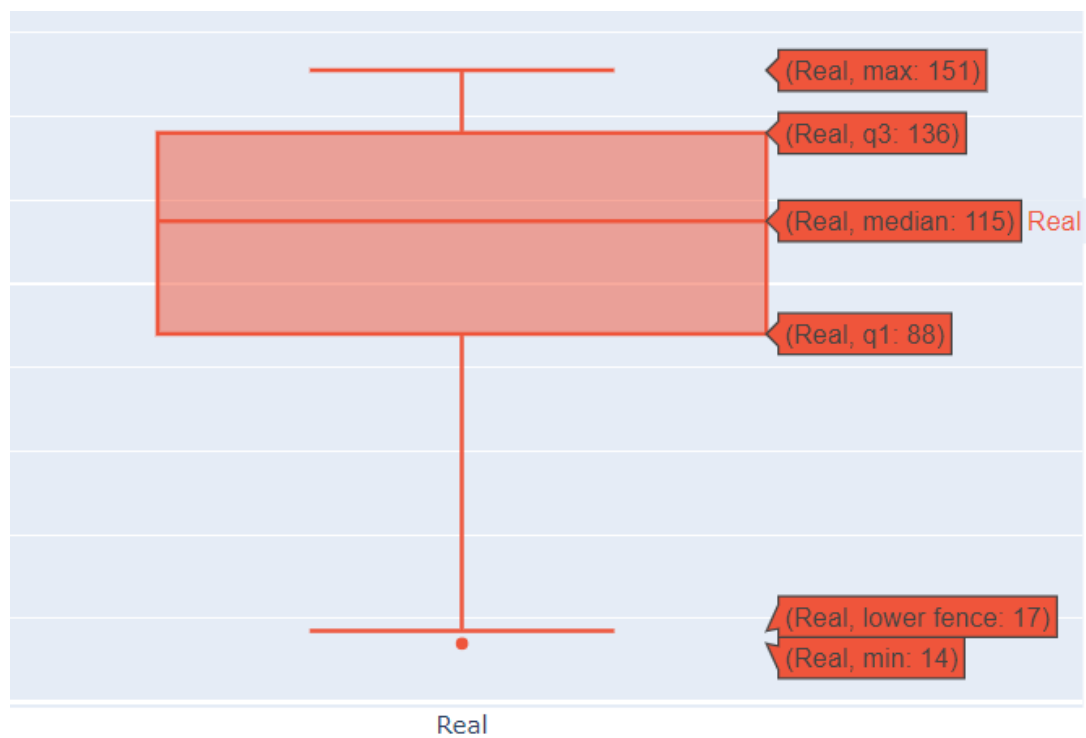 (Real, max: 151)
(Real, q3: 136)
(Real, median: 115) Real
(Real, q1: 88)
(Real, lower fence: 17)
(Real, min: 14)
Real